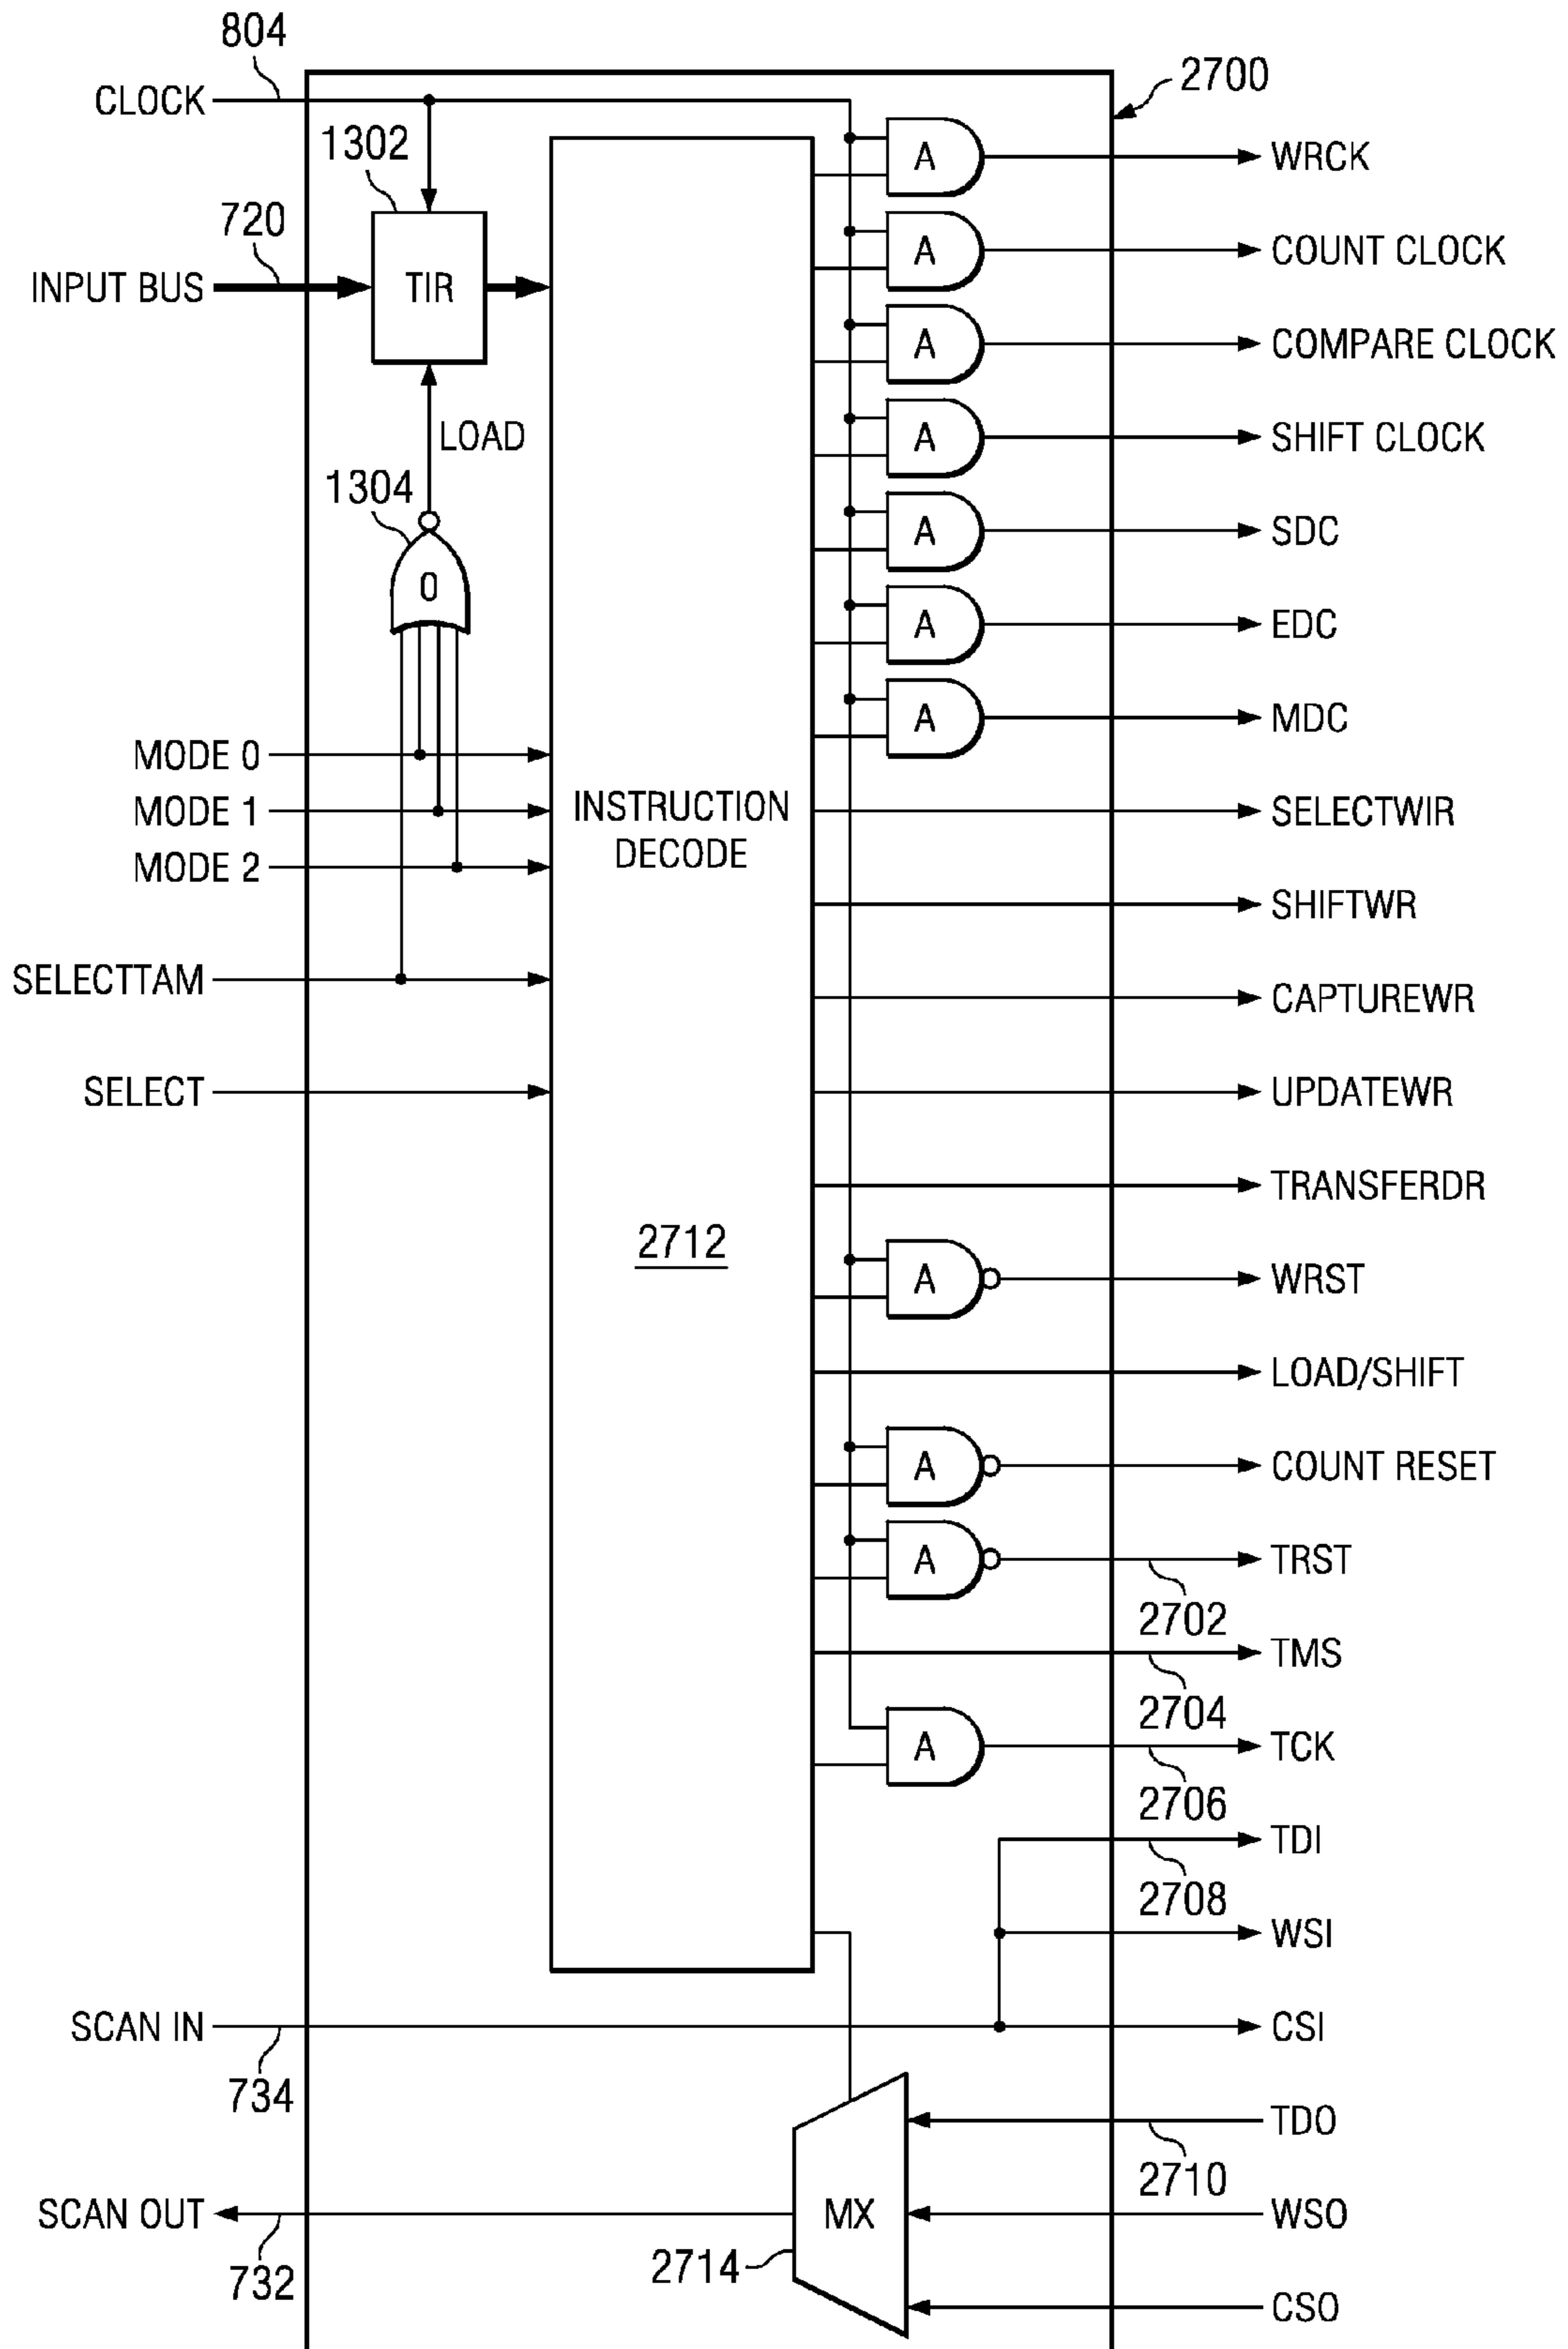 804
CLOCK
2700
1302
A
WRCK
720
INPUT BUS
TIR
A
COUNT CLOCK
A
COMPARE CLOCK
LOAD
A
SHIFT CLOCK
1304
A
SDC
0
A
EDC
A
MDC
MODE 0
MODE 1
INSTRUCTION
DECODE
SELECTWIR
MODE 2
SHIFTWR
SELECTTAM
CAPTUREWR
SELECT
UPDATEWR
TRANSFERDR
2712
A
WRST
LOAD/SHIFT
A
COUNT RESET
A
TRST
2702
TMS
2704
A
TCK
2706
TDI
2708
WSI
SCAN IN
CSI
734
TDO
2710
SCAN OUT
MX
WSO
2714
732
CSO